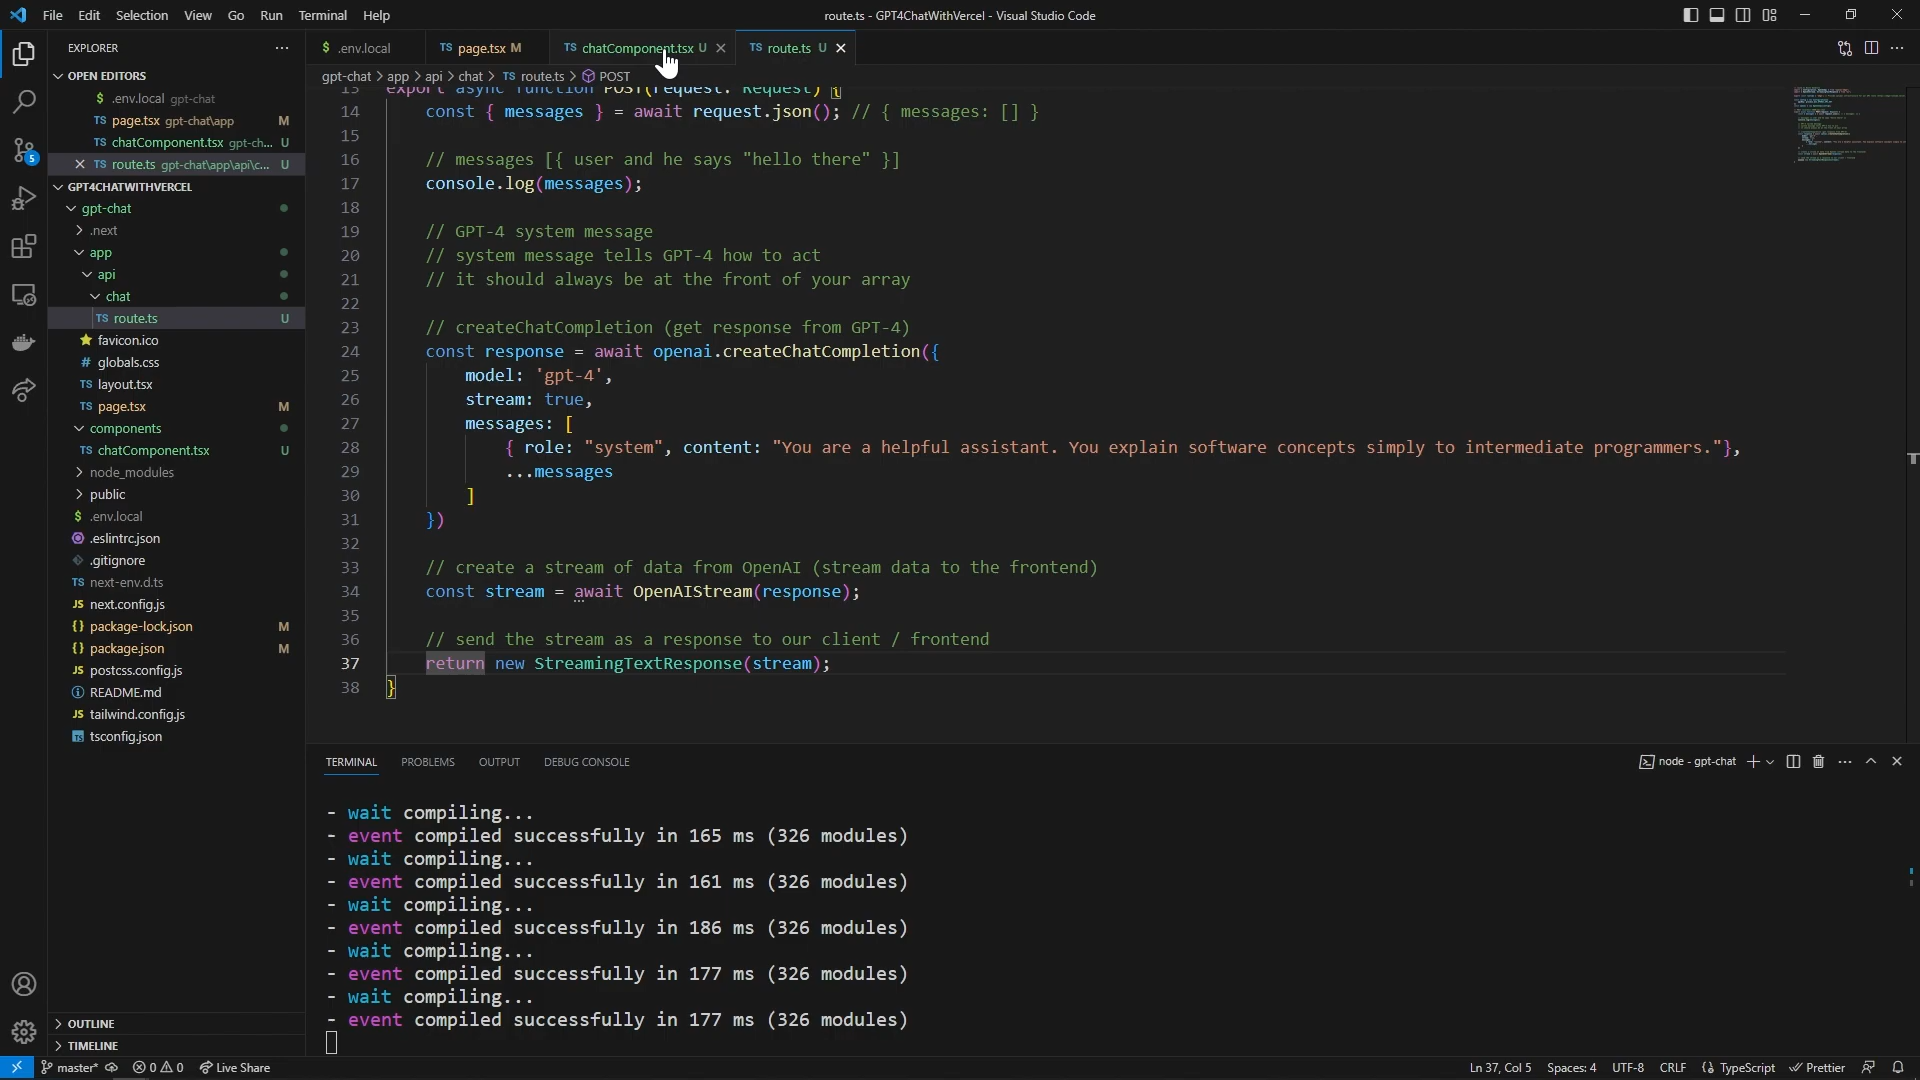 File Edit Selection View Go Run Terminal Help
route.ts - GPT4ChatWithVercel - Visual Studio Code
EXPLORER
OPEN EDITORS
.env.local gpt-chat
page.tsx gpt-chat\app M
chatComponent.tsx gpt-ch... U
route.ts gpt-chat\app\api\c... U
GPT4CHATWITHVERCEL
gpt-chat
.next
app
api
chat
TS route.ts U
favicon.ico
# globals.css
TS layout.tsx
TS page.tsx M
components
TS chatComponent.tsx U
node_modules
public
$ .env.local
.eslintrc.json
.gitignore
TS next-env.d.ts
JS next.config.js
{} package-lock.json M
{} package.json M
JS postcss.config.js
README.md
JS tailwind.config.js
tsconfig.json
OUTLINE
TIMELINE
$ .env.local
TS page.tsx M
TS chatComponent.tsx U
TS route.ts U
gpt-chat > app > api > chat > TS route.ts > POST
13 export async function POST(request: Request) {
14 const { messages } = await request.json(); // { messages: [] }
15
16 // messages [{ user and he says "hello there" }]
17 console.log(messages);
18
19 // GPT-4 system message
20 // system message tells GPT-4 how to act
21 // it should always be at the front of your array
22
23 // createChatCompletion (get response from GPT-4)
24 const response = await openai.createChatCompletion({
25 model: 'gpt-4',
26 stream: true,
27 messages: [
28 { role: "system", content: "You are a helpful assistant. You explain software concepts simply to intermediate programmers."},
29 ...messages
30 ]
31 })
32
33 // create a stream of data from OpenAI (stream data to the frontend)
34 const stream = await OpenAIStream(response);
35
36 // send the stream as a response to our client / frontend
37 return new StreamingTextResponse(stream);
38 }
TERMINAL PROBLEMS OUTPUT DEBUG CONSOLE
node - gpt-chat
- wait compiling...
- event compiled successfully in 165 ms (326 modules)
- wait compiling...
- event compiled successfully in 161 ms (326 modules)
- wait compiling...
- event compiled successfully in 186 ms (326 modules)
- wait compiling...
- event compiled successfully in 177 ms (326 modules)
- wait compiling...
- event compiled successfully in 177 ms (326 modules)
5
master* 0 0 Live Share
Ln 37, Col 5 Spaces: 4 UTF-8 CRLF {} TypeScript Prettier